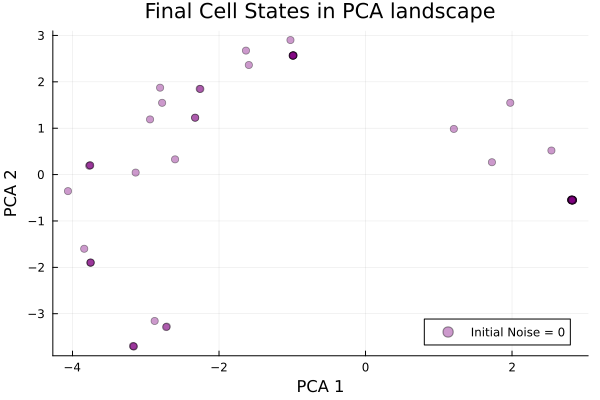 Final Cell States in PCA landscape
3
2
1
0
−1
−2
−3
PCA 2
−4
−2
0
2
PCA 1
Initial Noise = 0